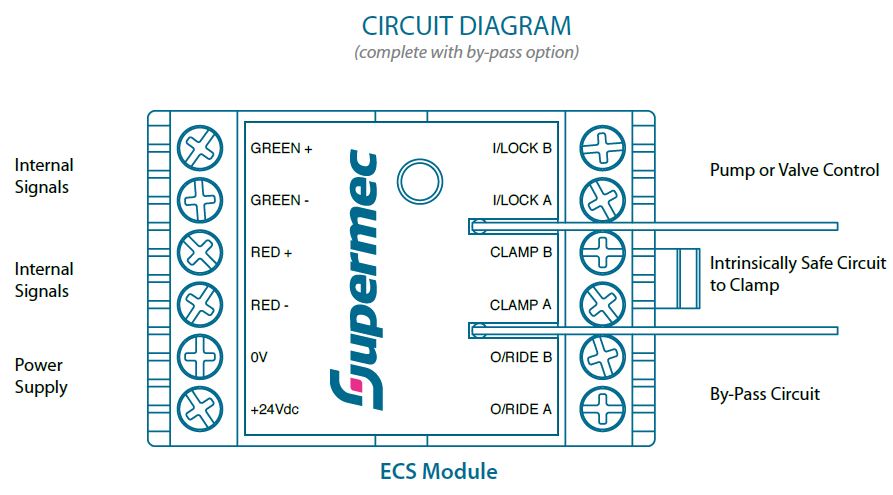 CIRCUIT DIAGRAM
(complete with by-pass option)
Internal
Signals
Internal
Signals
Power
Supply
GREEN +
GREEN -
RED +
RED -
0V
+24Vdc
Supermec
I/LOCK B
I/LOCK A
CLAMP B
CLAMP A
O/RIDE B
O/RIDE A
Pump or Valve Control
Intrinsically Safe Circuit
to Clamp
By-Pass Circuit
ECS Module